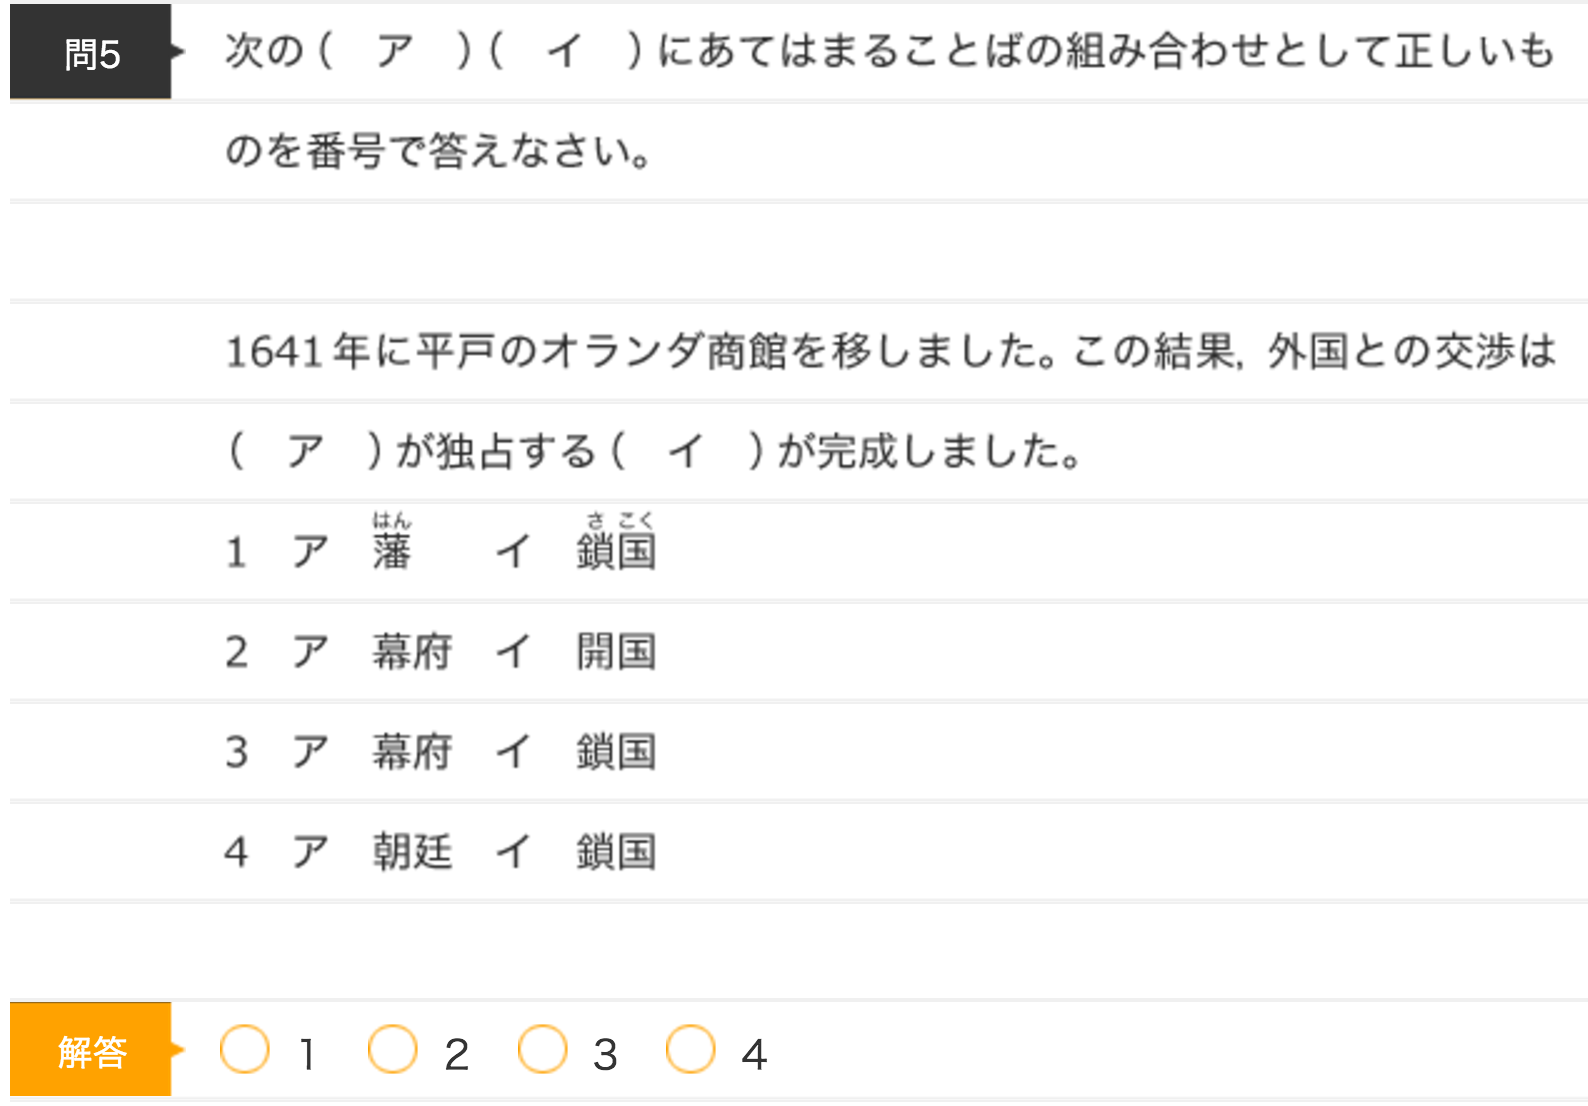 問5 次の（　ア　）（　イ　）にあてはまることばの組み合わせとして正しいも
のを番号で答えなさい。
1641年に平戸のオランダ商館を移しました。この結果，外国との交渉は
（　ア　）が独占する（　イ　）が完成しました。
はん　さこく
1　ア　藩　イ　鎖国
2　ア　幕府　イ　開国
3　ア　幕府　イ　鎖国
4　ア　朝廷　イ　鎖国
解答　1　2　3　4